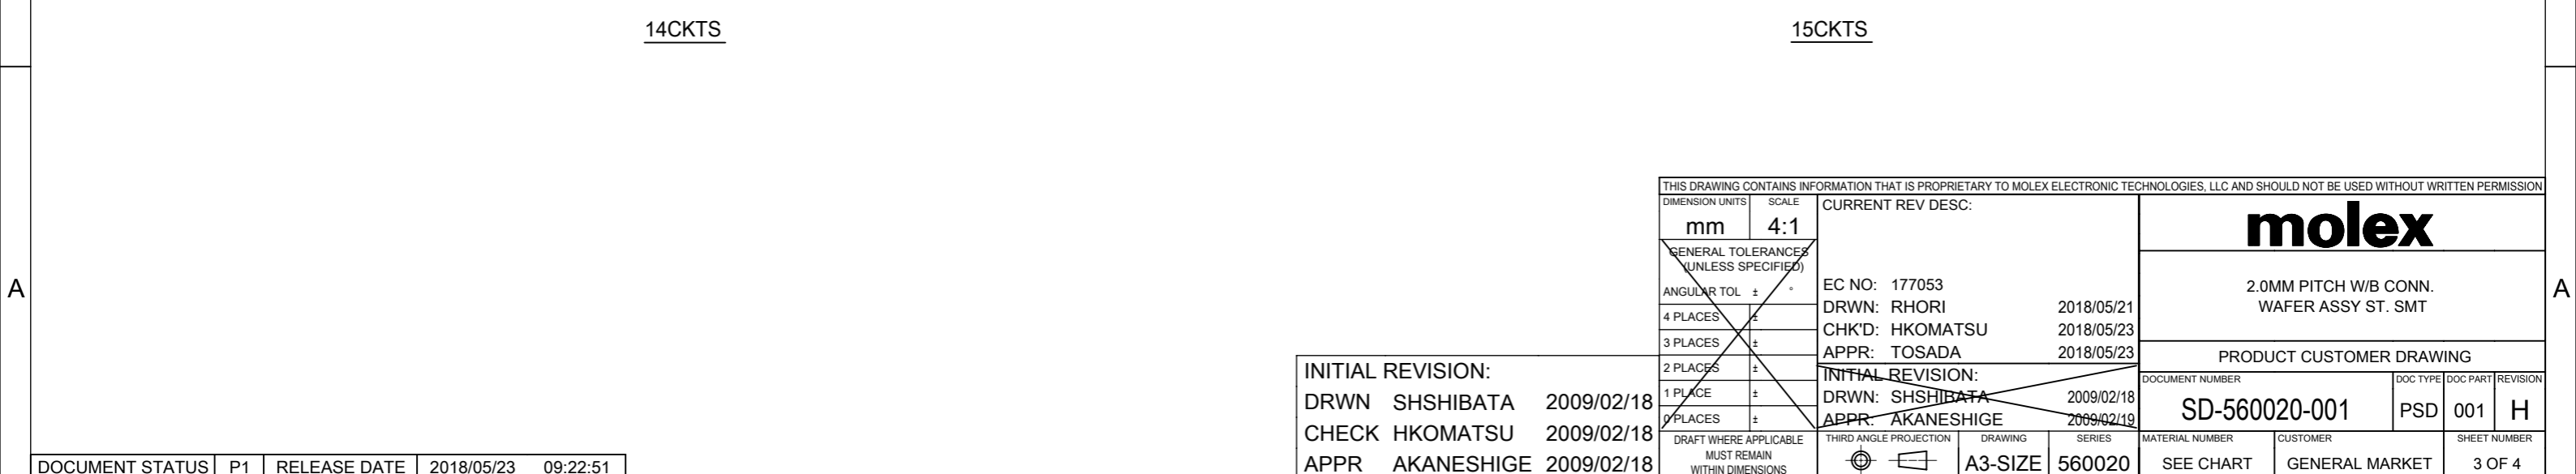 14CKTS
15CKTS
A
A
THIS DRAWING CONTAINS INFORMATION THAT IS PROPRIETARY TO MOLEX ELECTRONIC TECHNOLOGIES, LLC AND SHOULD NOT BE USED WITHOUT WRITTEN PERMISSION
DIMENSION UNITS SCALE
mm 4:1
GENERAL TOLERANCES
(UNLESS SPECIFIED)
ANGULAR TOL ± °
4 PLACES ±
3 PLACES ±
2 PLACES ±
1 PLACE ±
0 PLACES ±
DRAFT WHERE APPLICABLE
MUST REMAIN
WITHIN DIMENSIONS
CURRENT REV DESC:
EC NO: 177053
DRWN: RHORI 2018/05/21
CHK'D: HKOMATSU 2018/05/23
APPR: TOSADA 2018/05/23
INITIAL REVISION:
DRWN: SHSHIBATA 2009/02/18
APPR: AKANESHIGE 2009/02/19
THIRD ANGLE PROJECTION DRAWING SERIES
A3-SIZE 560020
molex
2.0MM PITCH W/B CONN.
WAFER ASSY ST. SMT
PRODUCT CUSTOMER DRAWING
DOCUMENT NUMBER DOC TYPE DOC PART REVISION
SD-560020-001 PSD 001 H
MATERIAL NUMBER CUSTOMER SHEET NUMBER
SEE CHART GENERAL MARKET 3 OF 4
INITIAL REVISION:
DRWN SHSHIBATA 2009/02/18
CHECK HKOMATSU 2009/02/18
APPR AKANESHIGE 2009/02/18
DOCUMENT STATUS P1 RELEASE DATE 2018/05/23 09:22:51